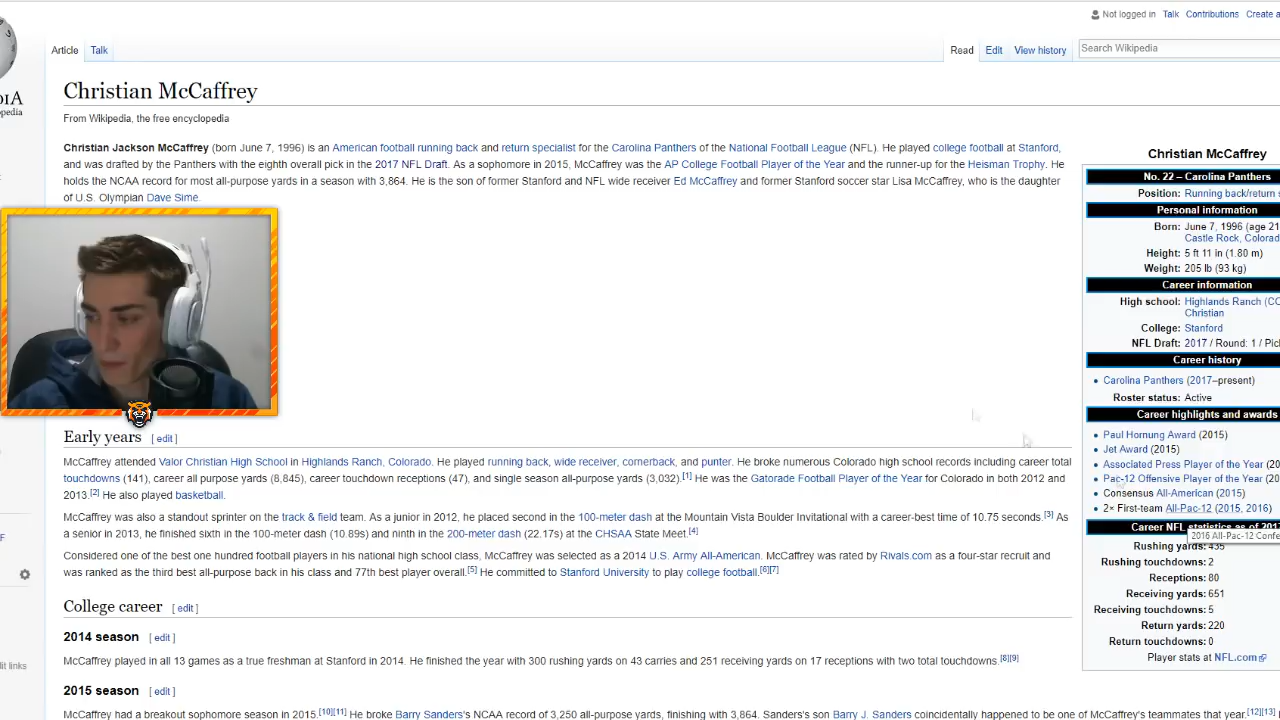 Not logged in Talk Contributions Create a
Article Talk Read Edit View history Search Wikipedia
pedia
Christian McCaffrey
From Wikipedia, the free encyclopedia
Christian Jackson McCaffrey (born June 7, 1996) is an American football running back and return specialist for the Carolina Panthers of the National Football League (NFL). He played college football at Stanford,
and was drafted by the Panthers with the eighth overall pick in the 2017 NFL Draft. As a sophomore in 2015, McCaffrey was the AP College Football Player of the Year and the runner-up for the Heisman Trophy. He
holds the NCAA record for most all-purpose yards in a season with 3,864. He is the son of former Stanford and NFL wide receiver Ed McCaffrey and former Stanford soccer star Lisa McCaffrey, who is the daughter
of U.S. Olympian Dave Sime.
Early years [ edit ]
McCaffrey attended Valor Christian High School in Highlands Ranch, Colorado. He played running back, wide receiver, cornerback, and punter. He broke numerous Colorado high school records including career total
touchdowns (141), career all purpose yards (8,845), career touchdown receptions (47), and single season all-purpose yards (3,032).[1] He was the Gatorade Football Player of the Year for Colorado in both 2012 and
2013.[2] He also played basketball.
McCaffrey was also a standout sprinter on the track & field team. As a junior in 2012, he placed second in the 100-meter dash at the Mountain Vista Boulder Invitational with a career-best time of 10.75 seconds.[3] As
a senior in 2013, he finished sixth in the 100-meter dash (10.89s) and ninth in the 200-meter dash (22.17s) at the CHSAA State Meet.[4]
Considered one of the best one hundred football players in his national high school class, McCaffrey was selected as a 2014 U.S. Army All-American. McCaffrey was rated by Rivals.com as a four-star recruit and
was ranked as the third best all-purpose back in his class and 77th best player overall.[5] He committed to Stanford University to play college football.[6][7]
College career [ edit ]
2014 season [ edit ]
McCaffrey played in all 13 games as a true freshman at Stanford in 2014. He finished the year with 300 rushing yards on 43 carries and 251 receiving yards on 17 receptions with two total touchdowns.[8][9]
2015 season [ edit ]
McCaffrey had a breakout sophomore season in 2015.[10][11] He broke Barry Sanders's NCAA record of 3,250 all-purpose yards, finishing with 3,864. Sanders's son Barry J. Sanders coincidentally happened to be one of McCaffrey's teammates that year.[12][13]
Christian McCaffrey
No. 22 – Carolina Panthers
Position: Running back/return s
Personal information
Born: June 7, 1996 (age 21
Castle Rock, Colorad
Height: 5 ft 11 in (1.80 m)
Weight: 205 lb (93 kg)
Career information
High school: Highlands Ranch (CO
Christian
College: Stanford
NFL Draft: 2017 / Round: 1 / Pic
Career history
• Carolina Panthers (2017–present)
Roster status: Active
Career highlights and awards
• Paul Hornung Award (2015)
• Jet Award (2015)
• Associated Press Player of the Year (20
• Pac-12 Offensive Player of the Year (20
• Consensus All-American (2015)
• 2× First-team All-Pac-12 (2015, 2016)
Career NFL statistics as of 2017
2016 All-Pac-12 Confe
Rushing yards: 435
Rushing touchdowns: 2
Receptions: 80
Receiving yards: 651
Receiving touchdowns: 5
Return yards: 220
Return touchdowns: 0
Player stats at NFL.com
dit links